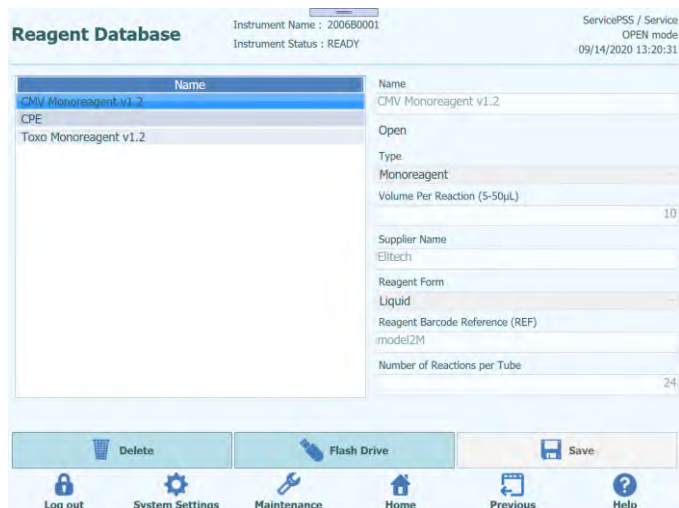 Reagent Database
Instrument Name : 2006B0001
Instrument Status : READY
ServicePSS / Service
OPEN mode
09/14/2020 13:20:31
Name
CMV Monoreagent v1.2
CPE
Toxo Monoreagent v1.2
Name
CMV Monoreagent v1.2
Open
Type
Monoreagent
Volume Per Reaction (5-50µL)
10
Supplier Name
Elitech
Reagent Form
Liquid
Reagent Barcode Reference (REF)
model2M
Number of Reactions per Tube
24
Delete
Flash Drive
Save
Log out
System Settings
Maintenance
Home
Previous
Help